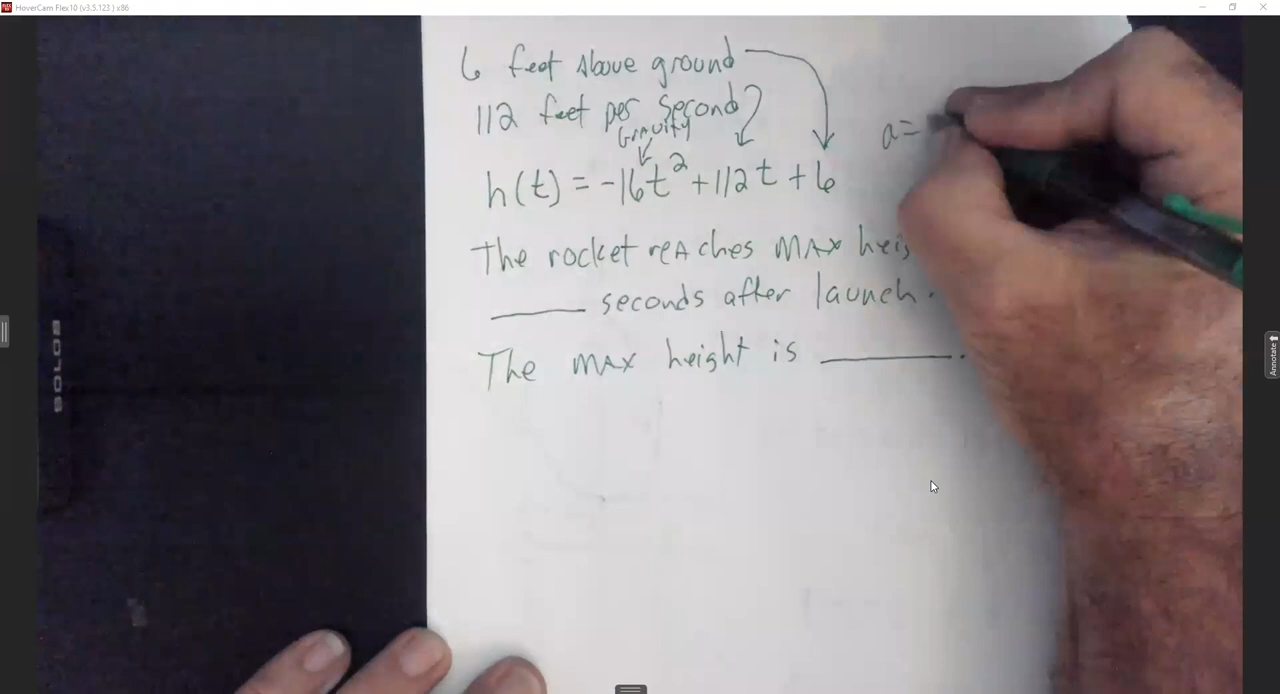 HoverCam Flex10 (v3.5.123) x86
6 feet above ground
112 feet per second
Gravity
h(t) = -16t² + 112t + 6
a=
The rocket reaches MAX
_____ seconds after launch.
The MAX height is _______.
SOLO8
Annotate